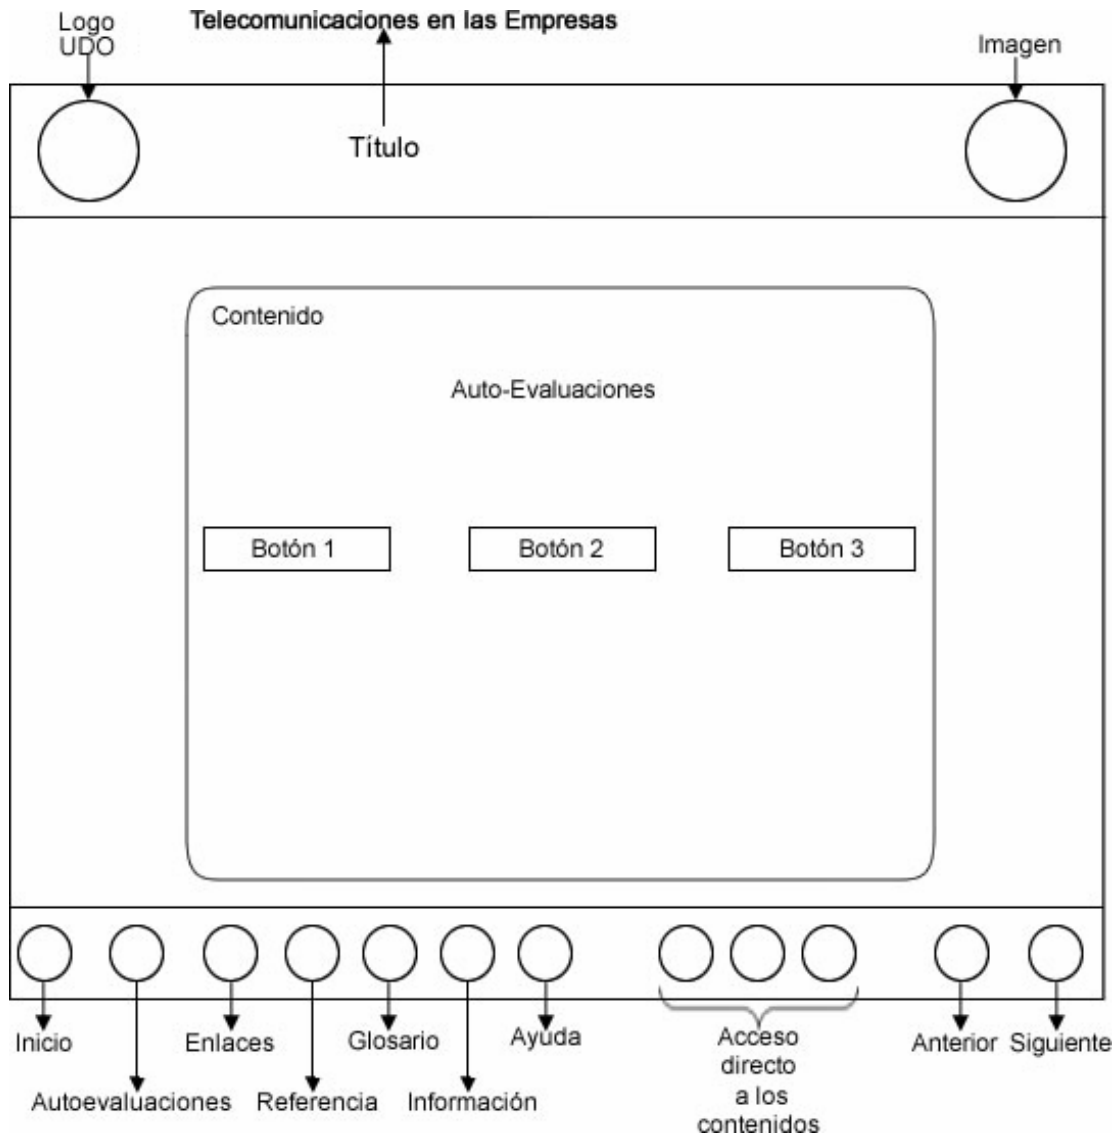 Logo
UDO
Telecomunicaciones en las Empresas
Imagen
Título
Contenido
Auto-Evaluaciones
Botón 1
Botón 2
Botón 3
Inicio
Enlaces
Glosario
Ayuda
Acceso
directo
a los
contenidos
Anterior
Siguiente
Autoevaluaciones
Referencia
Información